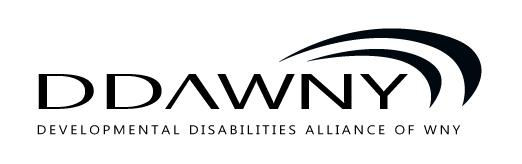 DDAWNY
DEVELOPMENTAL DISABILITIES ALLIANCE OF WNY